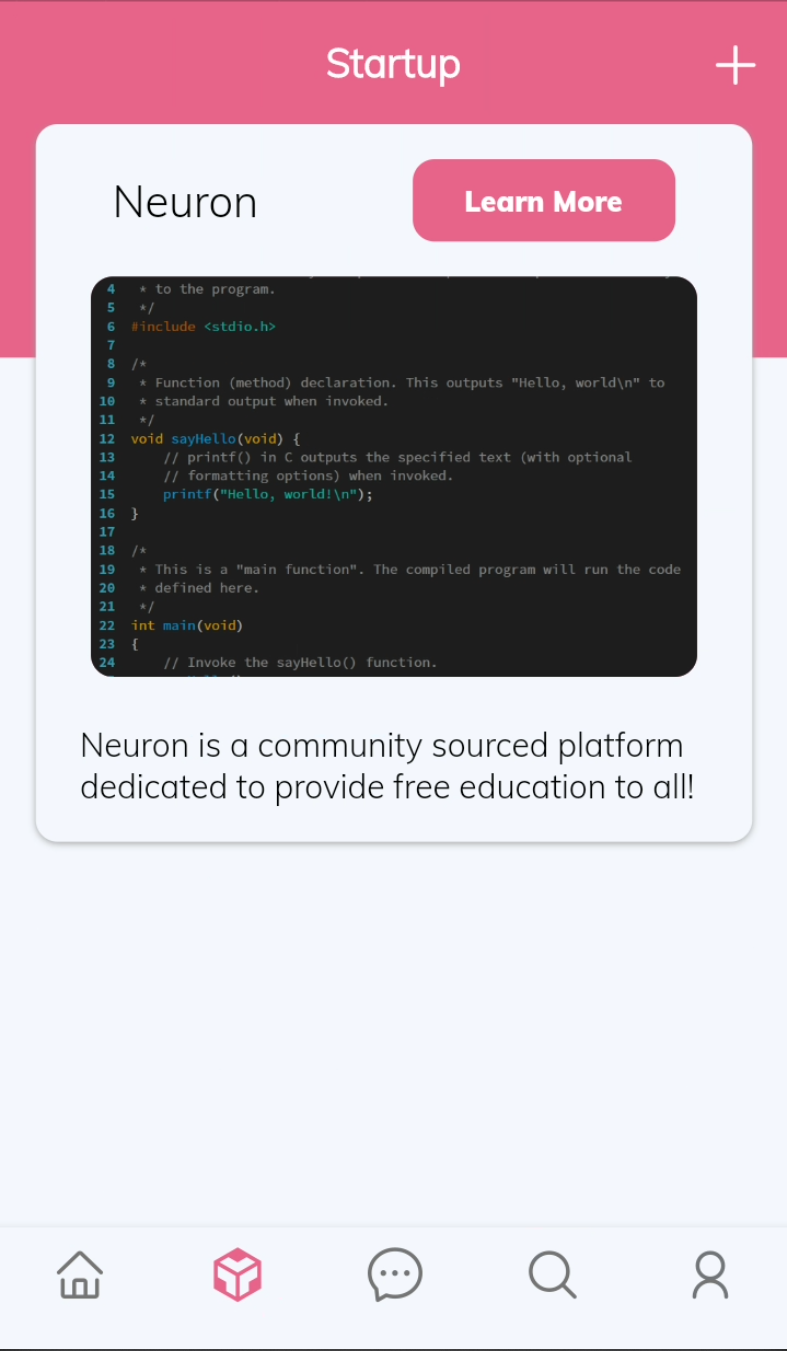 Startup
Neuron
Learn More
4 * to the program.
5 */
6 #include <stdio.h>
7
8 /*
9 * Function (method) declaration. This outputs "Hello, world\n" to
10 * standard output when invoked.
11 */
12 void sayHello(void) {
13 // printf() in C outputs the specified text (with optional
14 // formatting options) when invoked.
15 printf("Hello, world!\n");
16 }
17
18 /*
19 * This is a "main function". The compiled program will run the code
20 * defined here.
21 */
22 int main(void)
23 {
24 // Invoke the sayHello() function.
Neuron is a community sourced platform
dedicated to provide free education to all!